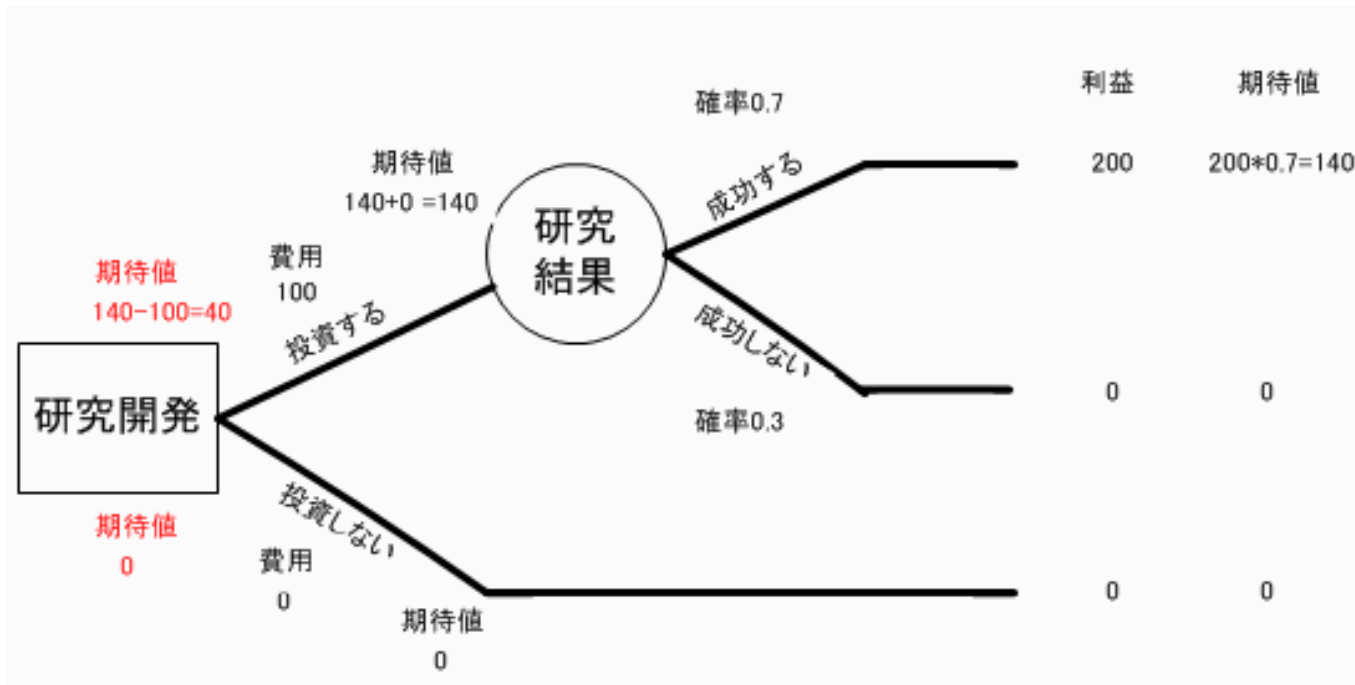 利益 期待値
確率0.7
期待値
140+0 =140
成功する
200 200*0.7=140
研究
結果
費用
100
期待値
140-100=40
投資する
成功しない
研究開発
0 0
確率0.3
投資しない
期待値
0
費用
0
0 0
期待値
0